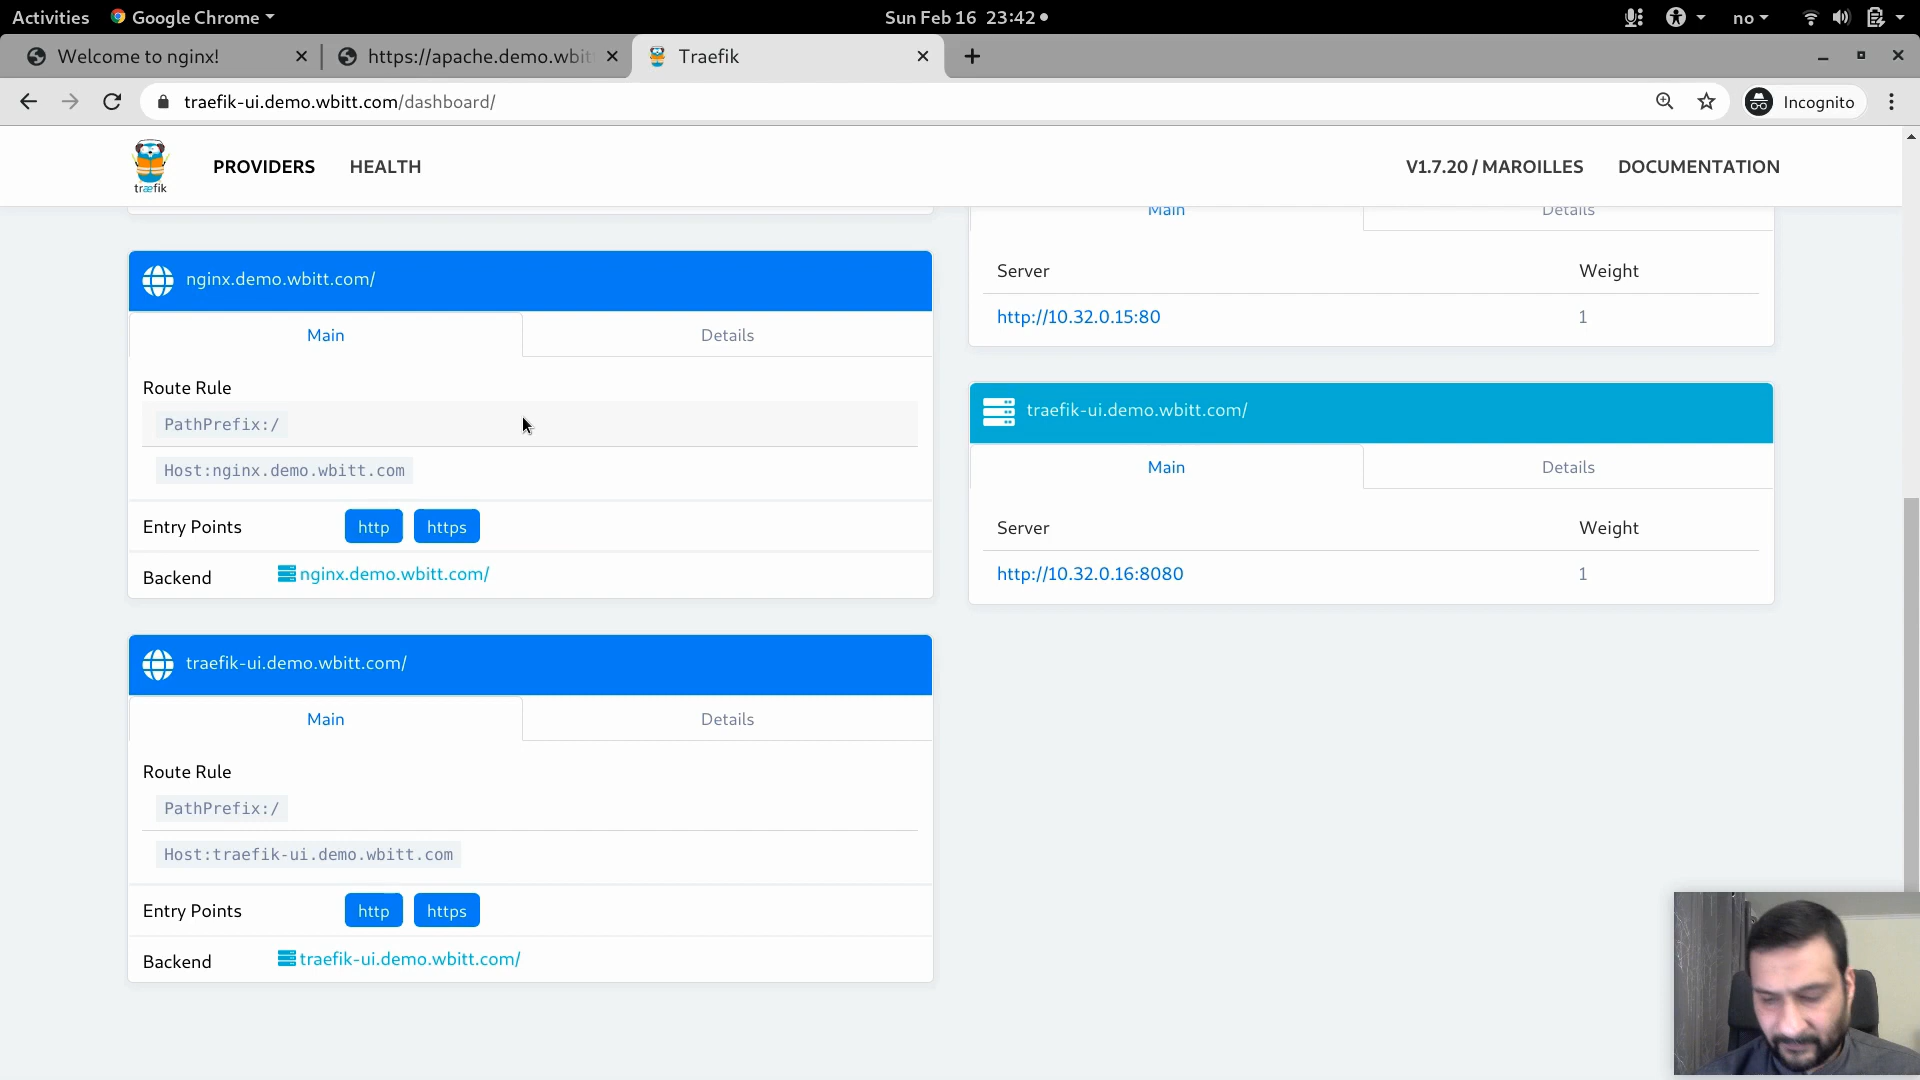 Activities Google Chrome Sun Feb 16 23:42 no
Welcome to nginx! https://apache.demo.wbitt Traefik
traefik-ui.demo.wbitt.com/dashboard/ Incognito
træfik PROVIDERS HEALTH V1.7.20 / MAROILLES DOCUMENTATION
nginx.demo.wbitt.com/
Main Details
Route Rule
PathPrefix:/
Host:nginx.demo.wbitt.com
Entry Points http https
Backend nginx.demo.wbitt.com/
traefik-ui.demo.wbitt.com/
Main Details
Route Rule
PathPrefix:/
Host:traefik-ui.demo.wbitt.com
Entry Points http https
Backend traefik-ui.demo.wbitt.com/
Main Details
Server Weight
http://10.32.0.15:80 1
traefik-ui.demo.wbitt.com/
Main Details
Server Weight
http://10.32.0.16:8080 1